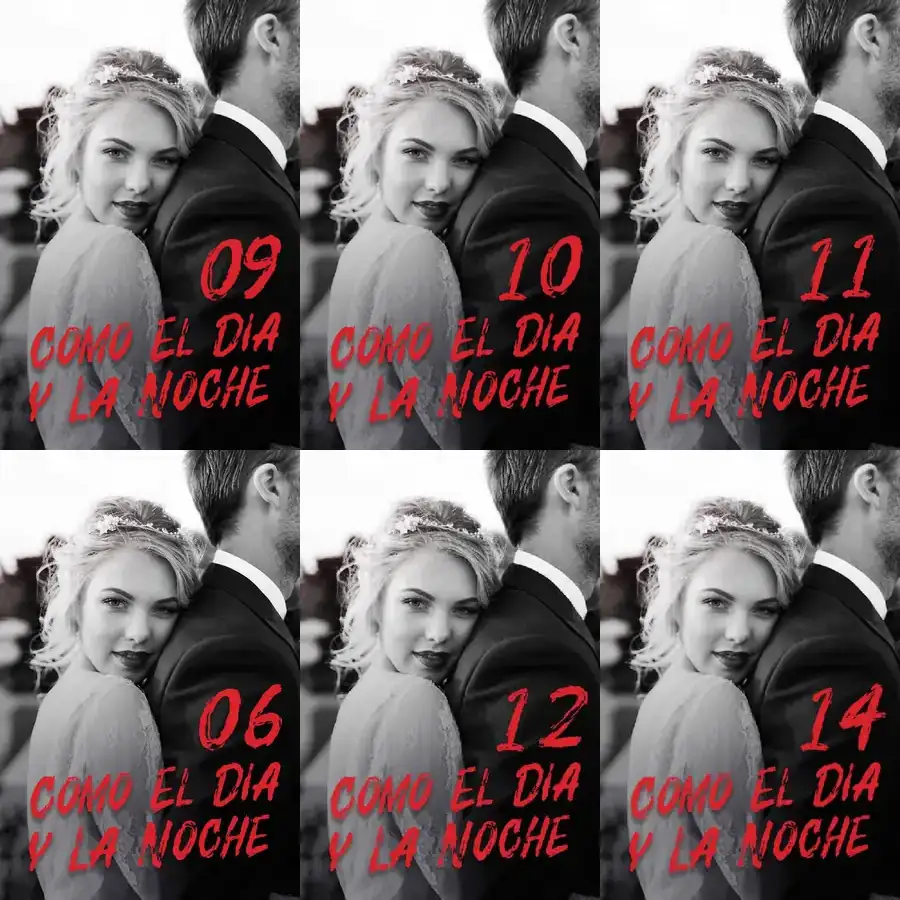 09
COMO EL DIA
Y LA NOCHE
10
COMO EL DIA
Y LA NOCHE
11
COMO EL DIA
Y LA NOCHE
06
COMO EL DIA
Y LA NOCHE
12
COMO EL DIA
Y LA NOCHE
14
COMO EL DIA
Y LA NOCHE